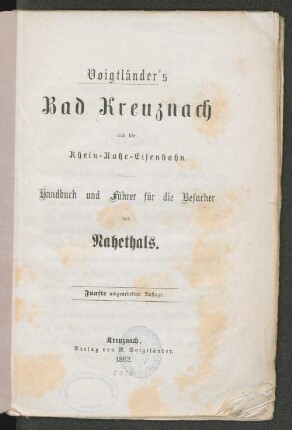 Voigtländer's
Bad Kreuznach
und die
Rhein-Nahe-Eisenbahn.
Handbuch und Führer für die Besucher
des
Nahethals.
Fünfte umgearbeitete Auflage.
Kreuznach,
Verlag von R. Voigtländer.
1862.